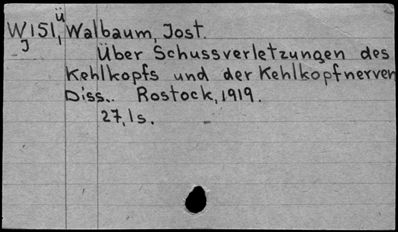 W151, ü Walbaum, Jost.
J Über Schussverletzungen des
Kehlkopfs und der Kehlkopfnerven
Diss.. Rostock, 1919.
27, 1 s.